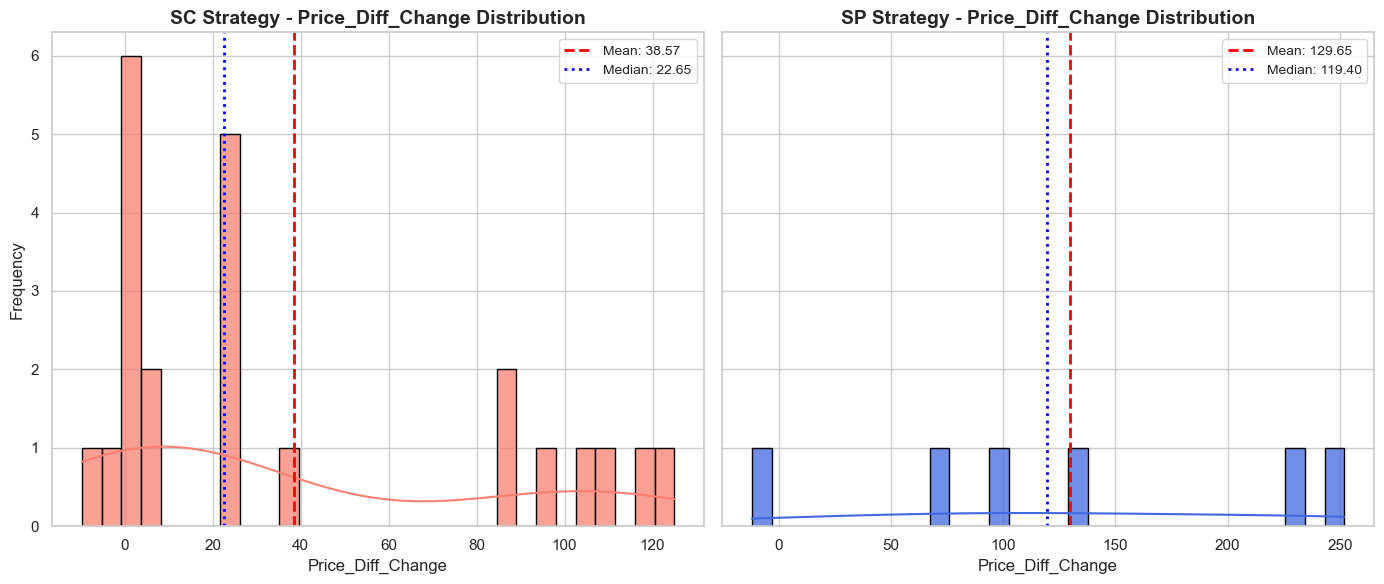 SC Strategy - Price_Diff_Change Distribution
Mean: 38.57
Median: 22.65
Frequency
6
5
4
3
2
1
0
0 20 40 60 80 100 120
Price_Diff_Change
SP Strategy - Price_Diff_Change Distribution
Mean: 129.65
Median: 119.40
0 50 100 150 200 250
Price_Diff_Change